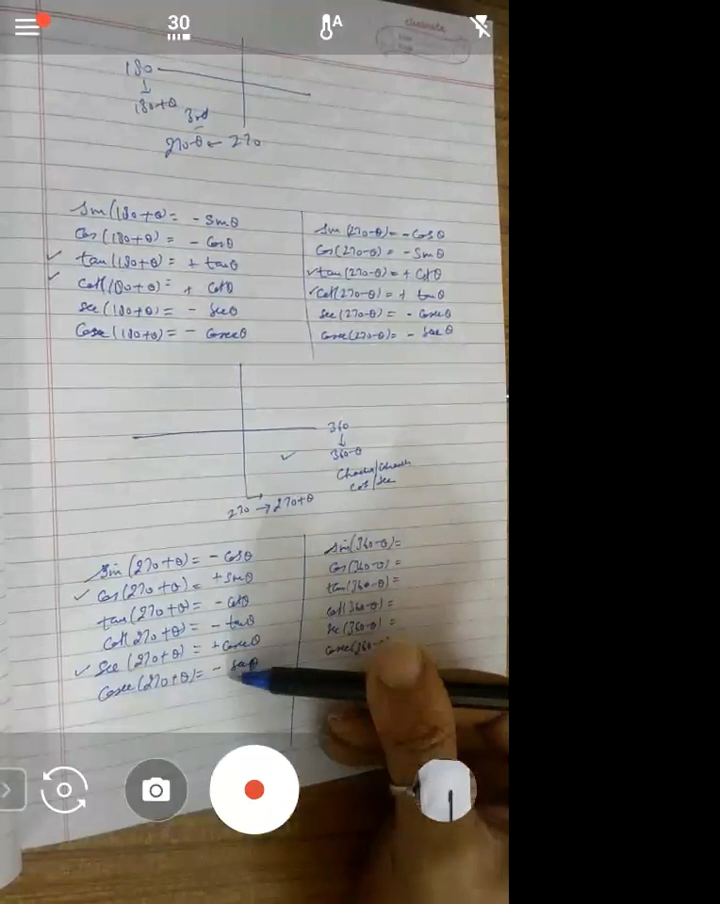 30
A
classmate
180
180+θ
3rd
270-θ ← 270
sin(180+θ)= - sinθ
cos(180+θ) = - cosθ
tan(180+θ) = + tanθ
cot(180+θ) = + cotθ
sec(180+θ) = - secθ
cosec(180+θ) = - cosecθ
sin(270-θ) = - cosθ
cos(270-θ) = - sinθ
tan(270-θ) = + cotθ
cot(270-θ) = + tanθ
sec(270-θ) = - cosecθ
cosec(270-θ) = - secθ
360
360-θ
cos/sec
270 → 270+θ
sin(270+θ) = - cosθ
cos(270+θ) = + sinθ
tan(270+θ) = - cotθ
cot(270+θ) = - tanθ
sec(270+θ) = + cosecθ
cosec(270+θ) = - secθ
sin(360-θ)=
cos(360-θ)=
tan(360-θ)=
cot(360-θ)=
sec(360-θ)=
cosec(360-